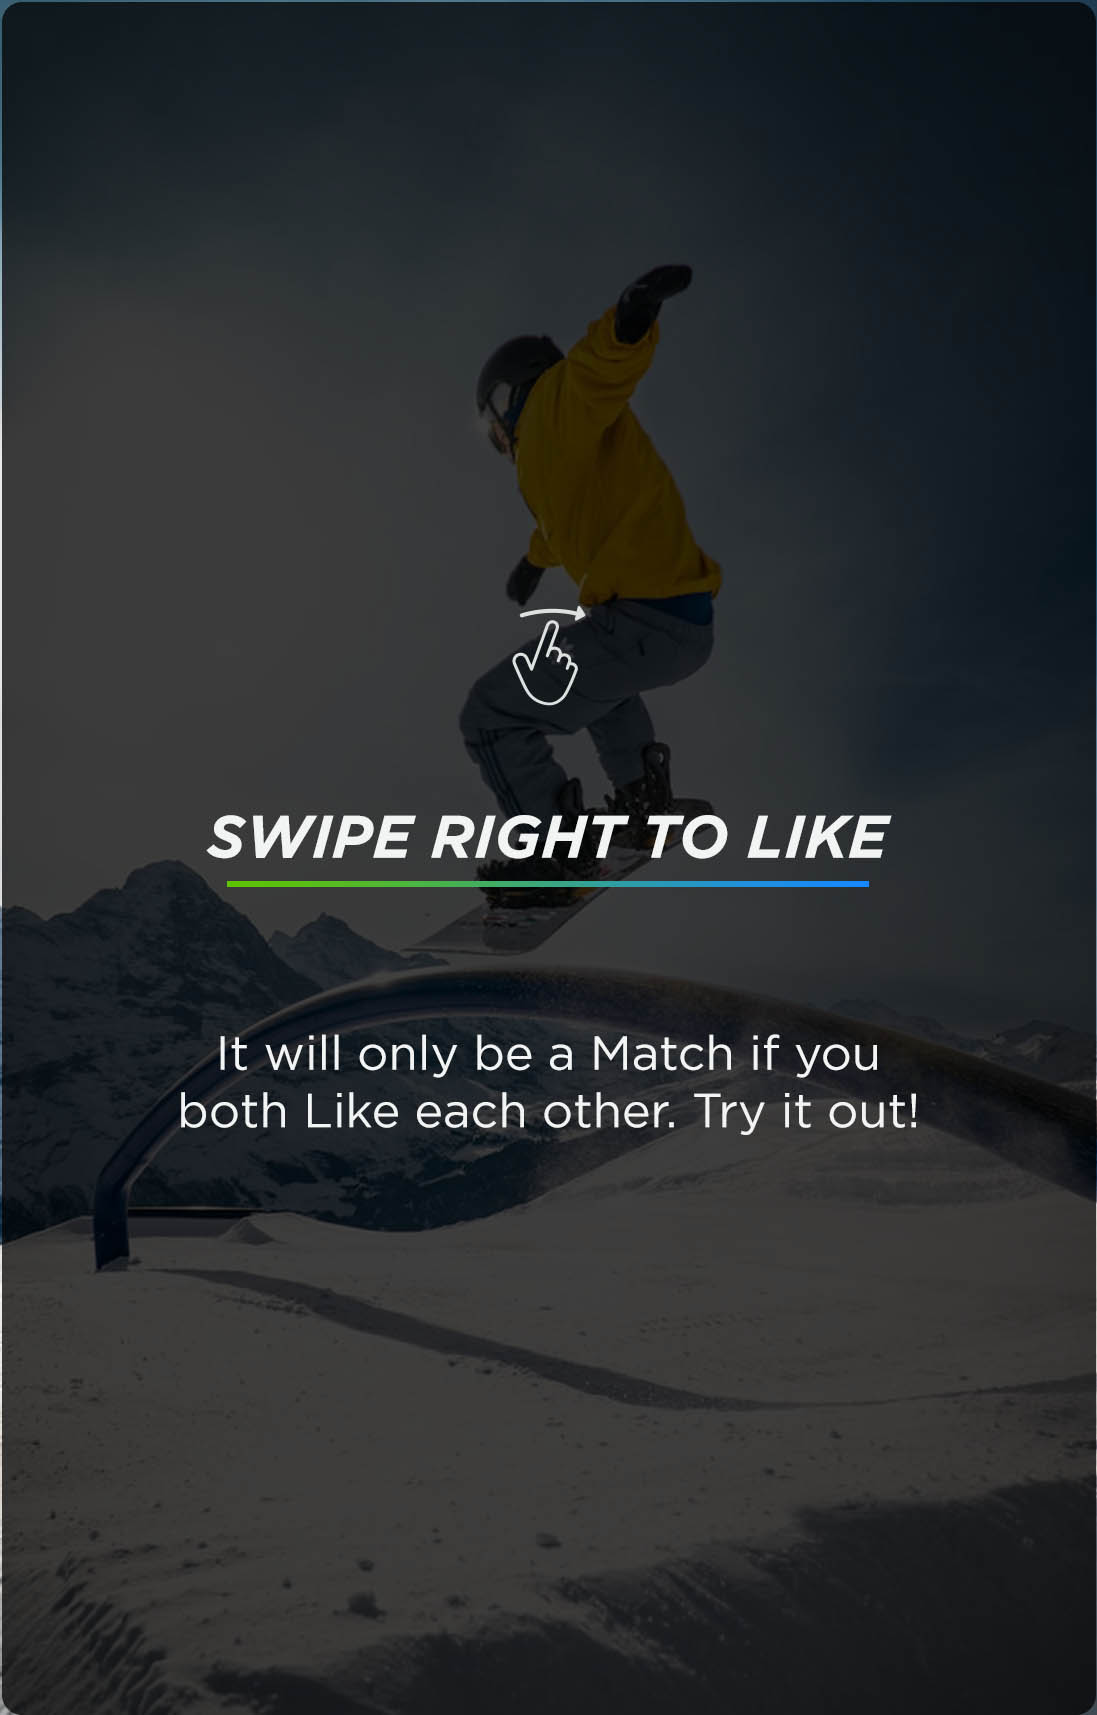 SWIPE RIGHT TO LIKE
It will only be a Match if you
both Like each other. Try it out!